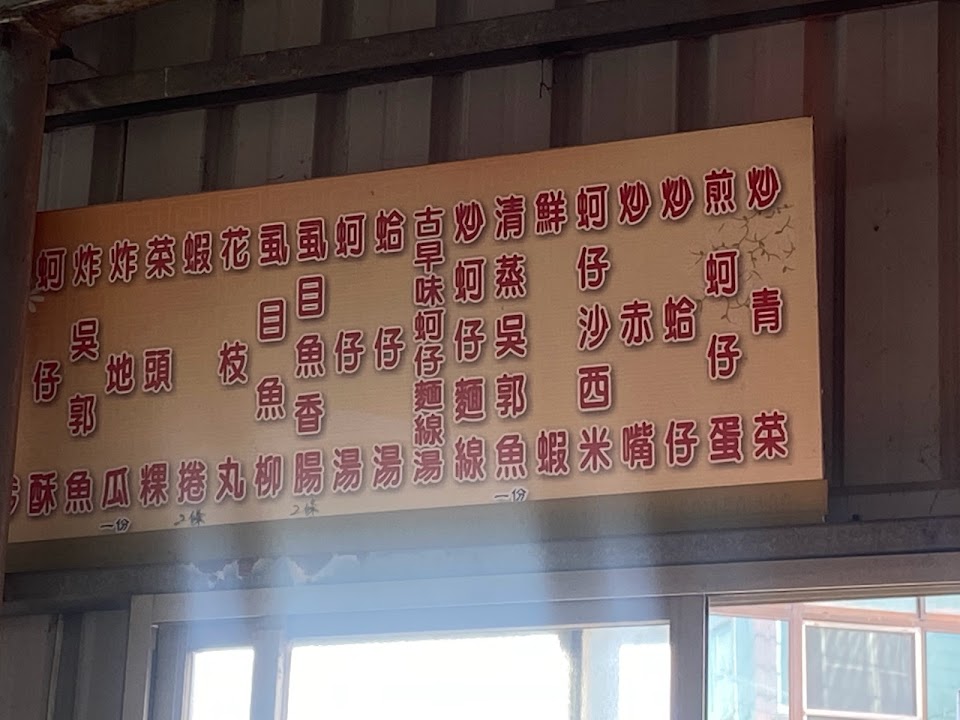 炒青菜
煎蚵仔蛋
炒蛤仔
炒赤嘴
蚵仔沙西米
鮮蝦
清蒸吳郭魚
一份
炒蚵仔麵線
古早味蚵仔麵線湯
蛤仔湯
蚵仔湯
虱目魚香腸
2條
虱目魚柳
花枝丸
蝦捲
2條
菜頭粿
炸地瓜
一份
炸吳郭魚
蚵仔酥